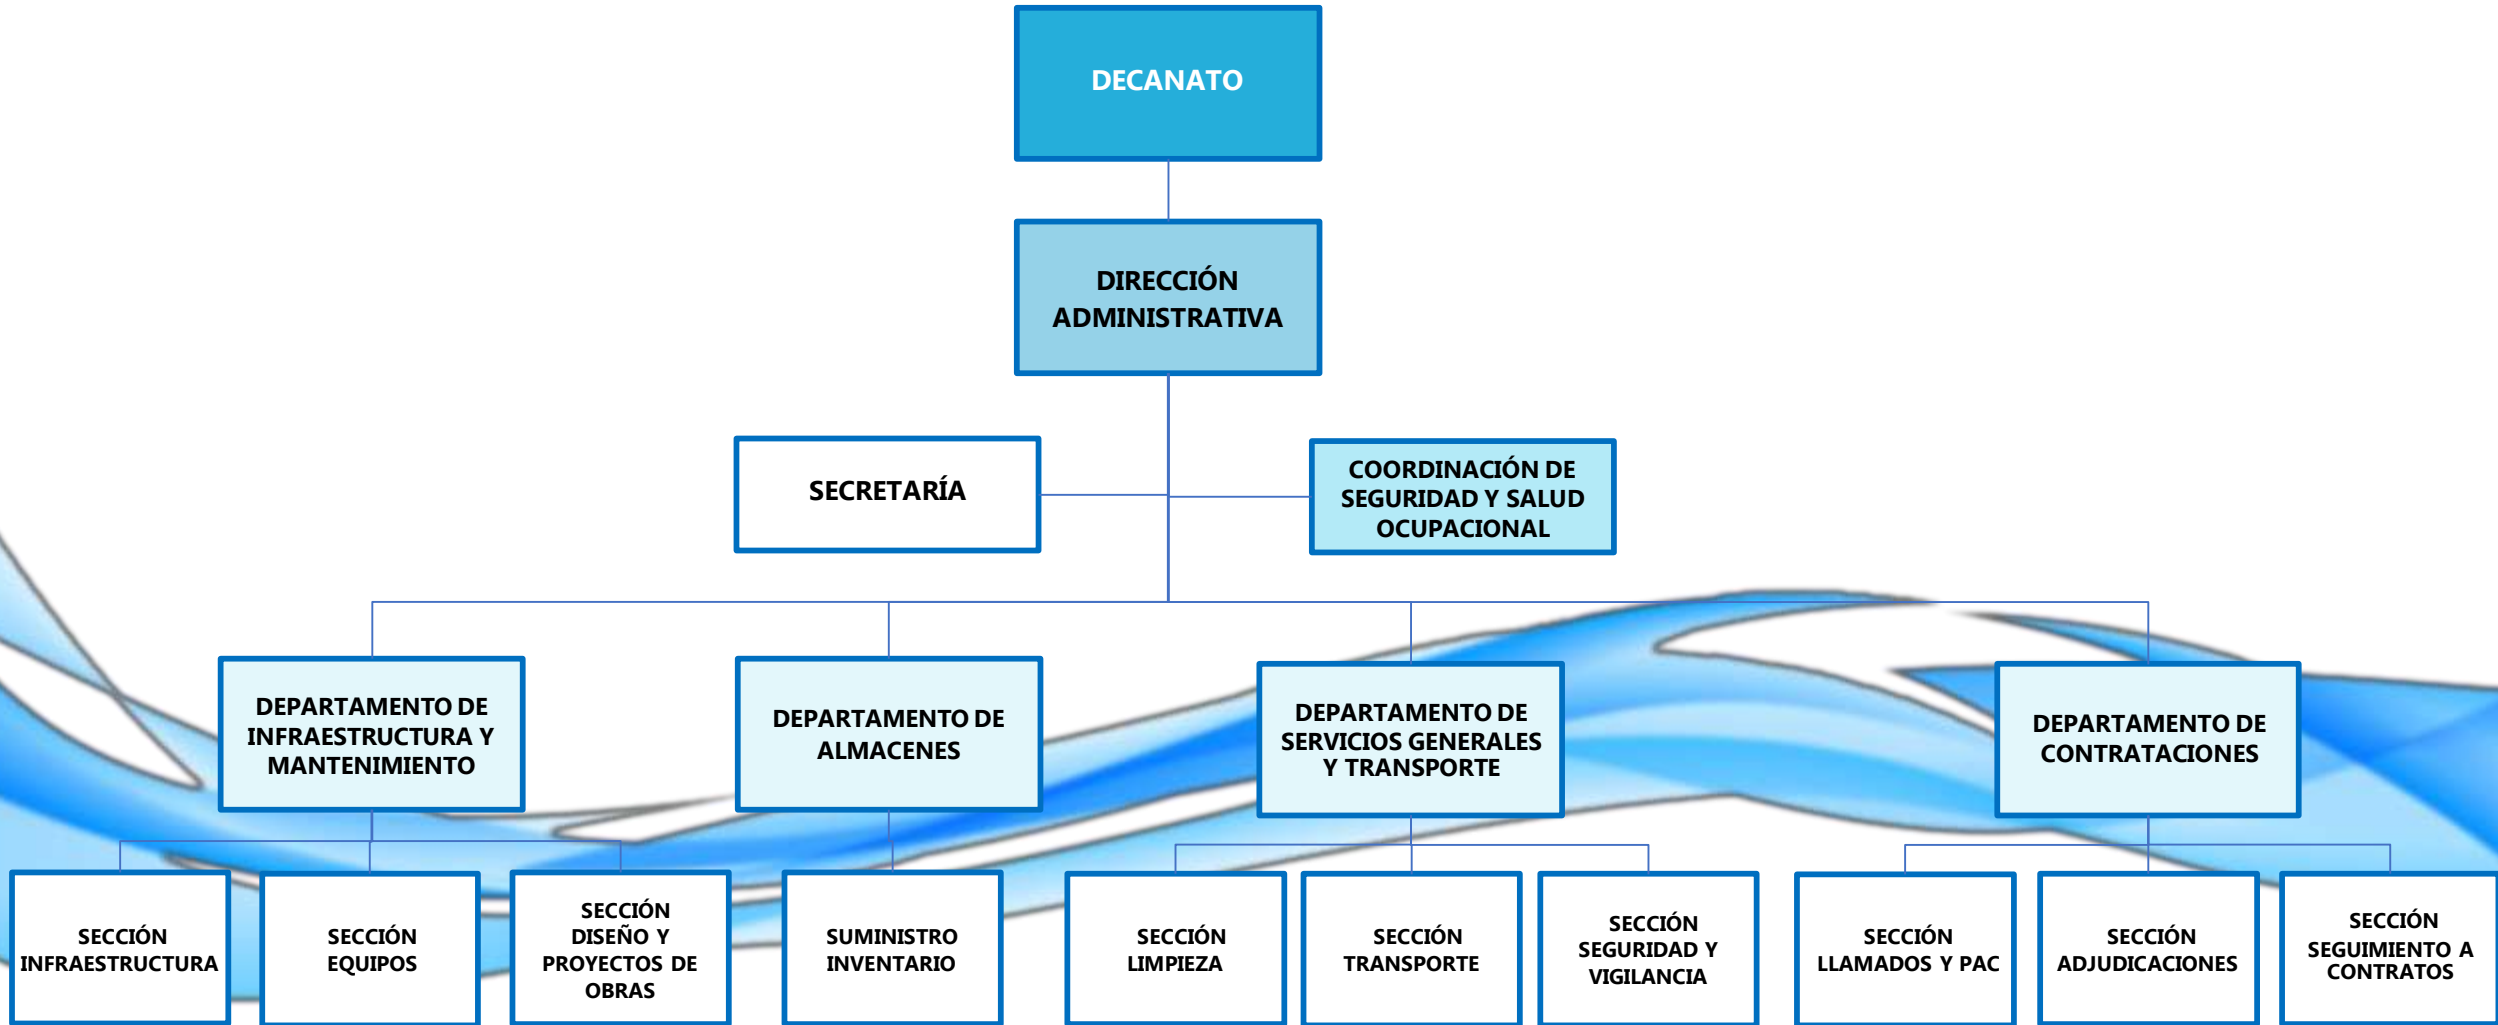 DECANATO
DIRECCIÓN
ADMINISTRATIVA
SECRETARÍA
COORDINACIÓN DE
SEGURIDAD Y SALUD
OCUPACIONAL
DEPARTAMENTO DE
INFRAESTRUCTURA Y
MANTENIMIENTO
DEPARTAMENTO DE
ALMACENES
DEPARTAMENTO DE
SERVICIOS GENERALES
Y TRANSPORTE
DEPARTAMENTO DE
CONTRATACIONES
SECCIÓN
INFRAESTRUCTURA
SECCIÓN
EQUIPOS
SECCIÓN
DISEÑO Y
PROYECTOS DE
OBRAS
SUMINISTRO
INVENTARIO
SECCIÓN
LIMPIEZA
SECCIÓN
TRANSPORTE
SECCIÓN
SEGURIDAD Y
VIGILANCIA
SECCIÓN
LLAMADOS Y PAC
SECCIÓN
ADJUDICACIONES
SECCIÓN
SEGUIMIENTO A
CONTRATOS